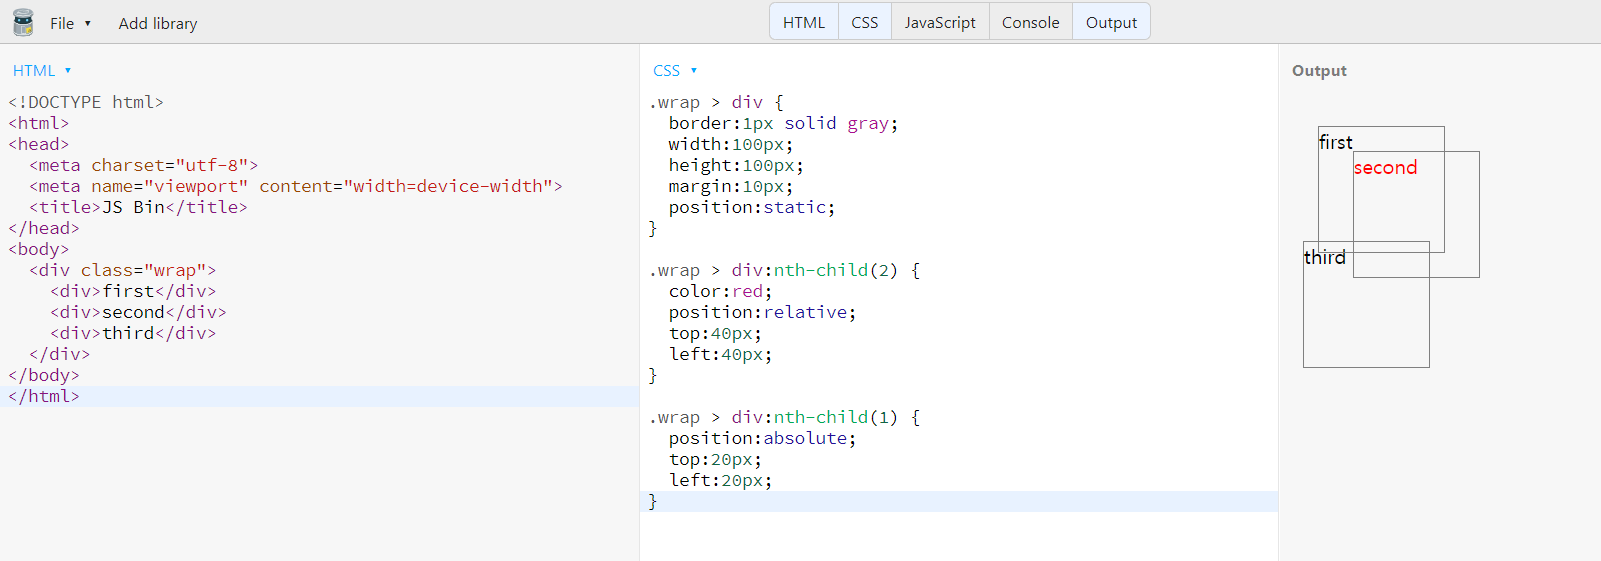 File ▾ Add library HTML CSS JavaScript Console Output
HTML ▾
<!DOCTYPE html>
<html>
<head>
  <meta charset="utf-8">
  <meta name="viewport" content="width=device-width">
  <title>JS Bin</title>
</head>
<body>
  <div class="wrap">
    <div>first</div>
    <div>second</div>
    <div>third</div>
  </div>
</body>
</html>
CSS ▾
.wrap > div {
  border:1px solid gray;
  width:100px;
  height:100px;
  margin:10px;
  position:static;
}

.wrap > div:nth-child(2) {
  color:red;
  position:relative;
  top:40px;
  left:40px;
}

.wrap > div:nth-child(1) {
  position:absolute;
  top:20px;
  left:20px;
}
Output
first
second
third